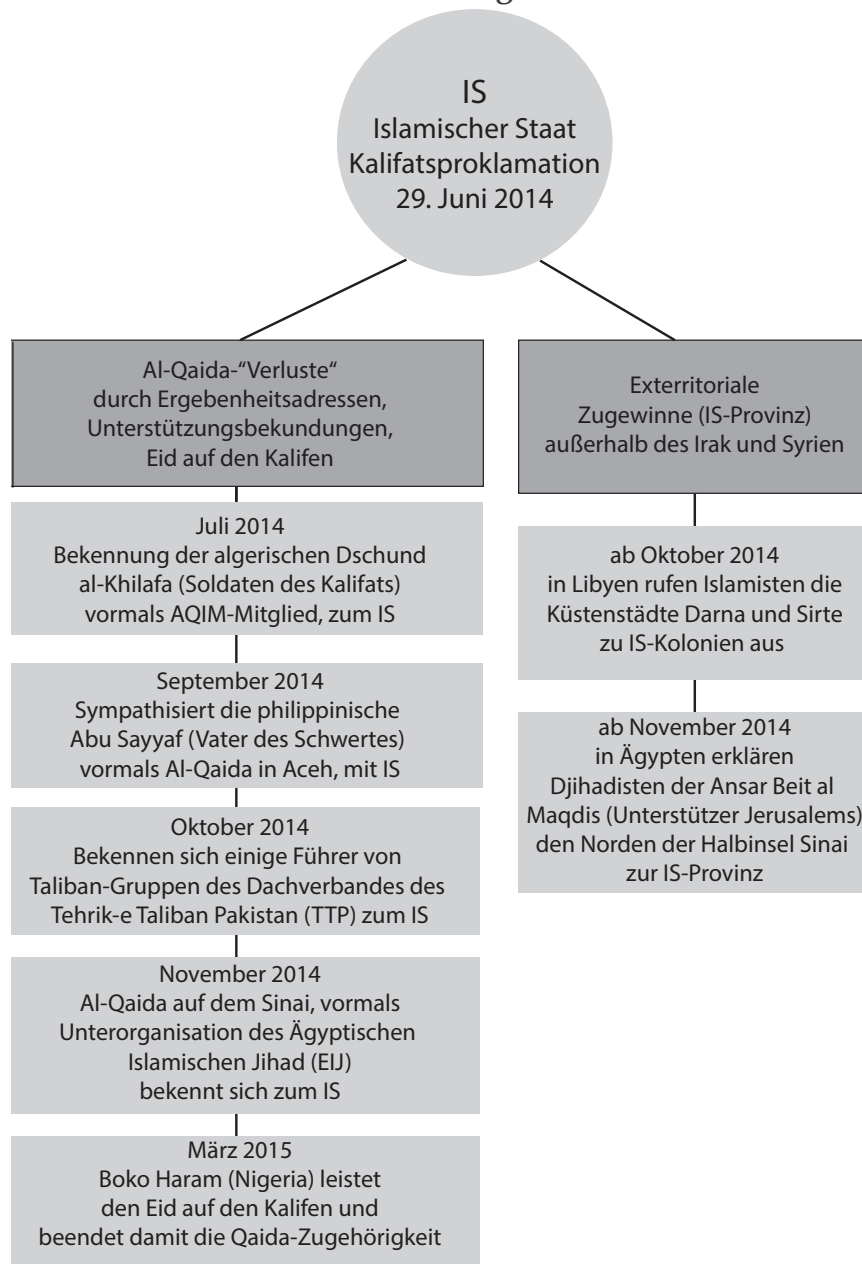 IS
Islamischer Staat
Kalifatsproklamation
29. Juni 2014
Al-Qaida-“Verluste“
durch Ergebenheitsadressen,
Unterstützungsbekundungen,
Eid auf den Kalifen
Juli 2014
Bekennung der algerischen Dschund
al-Khilafa (Soldaten des Kalifats)
vormals AQIM-Mitglied, zum IS
September 2014
Sympathisiert die philippinische
Abu Sayyaf (Vater des Schwertes)
vormals Al-Qaida in Aceh, mit IS
Oktober 2014
Bekennen sich einige Führer von
Taliban-Gruppen des Dachverbandes des
Tehrik-e Taliban Pakistan (TTP) zum IS
November 2014
Al-Qaida auf dem Sinai, vormals
Unterorganisation des Ägyptischen
Islamischen Jihad (EIJ)
bekennt sich zum IS
März 2015
Boko Haram (Nigeria) leistet
den Eid auf den Kalifen und
beendet damit die Qaida-Zugehörigkeit
Exterritoriale
Zugewinne (IS-Provinz)
außerhalb des Irak und Syrien
ab Oktober 2014
in Libyen rufen Islamisten die
Küstenstädte Darna und Sirte
zu IS-Kolonien aus
ab November 2014
in Ägypten erklären
Djihadisten der Ansar Beit al
Maqdis (Unterstützer Jerusalems)
den Norden der Halbinsel Sinai
zur IS-Provinz